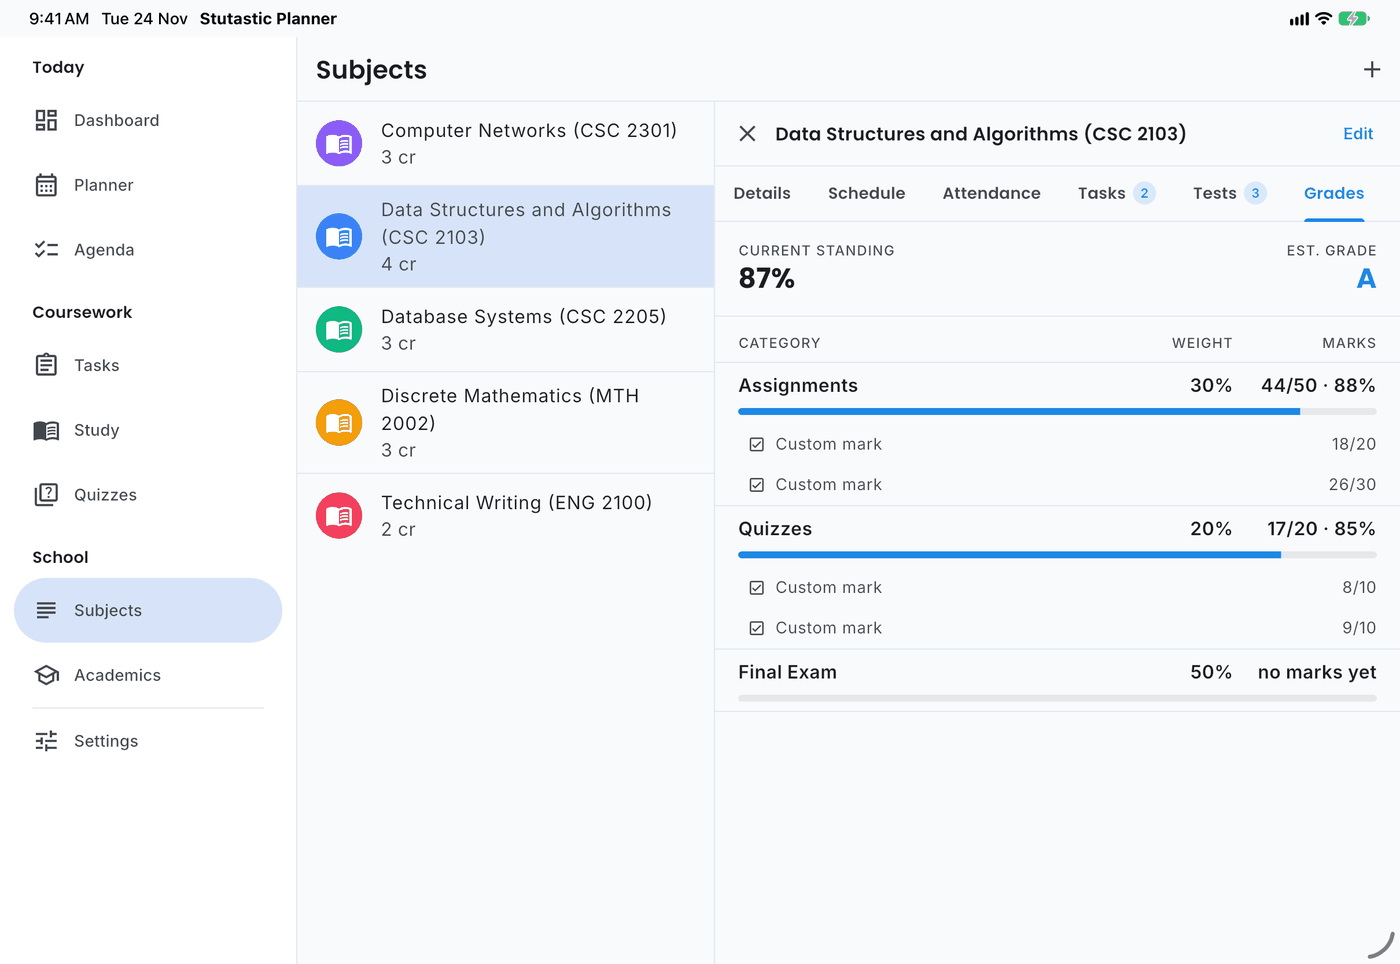 9:41 AM Tue 24 Nov Stutastic Planner
Today
Dashboard
Planner
Agenda
Coursework
Tasks
Study
Quizzes
School
Subjects
Academics
Settings
Subjects
Computer Networks (CSC 2301)
3 cr
Data Structures and Algorithms
(CSC 2103)
4 cr
Database Systems (CSC 2205)
3 cr
Discrete Mathematics (MTH
2002)
3 cr
Technical Writing (ENG 2100)
2 cr
Data Structures and Algorithms (CSC 2103) Edit
Details Schedule Attendance Tasks 2 Tests 3 Grades
CURRENT STANDING EST. GRADE
87% A
CATEGORY WEIGHT MARKS
Assignments 30% 44/50 · 88%
Custom mark 18/20
Custom mark 26/30
Quizzes 20% 17/20 · 85%
Custom mark 8/10
Custom mark 9/10
Final Exam 50% no marks yet